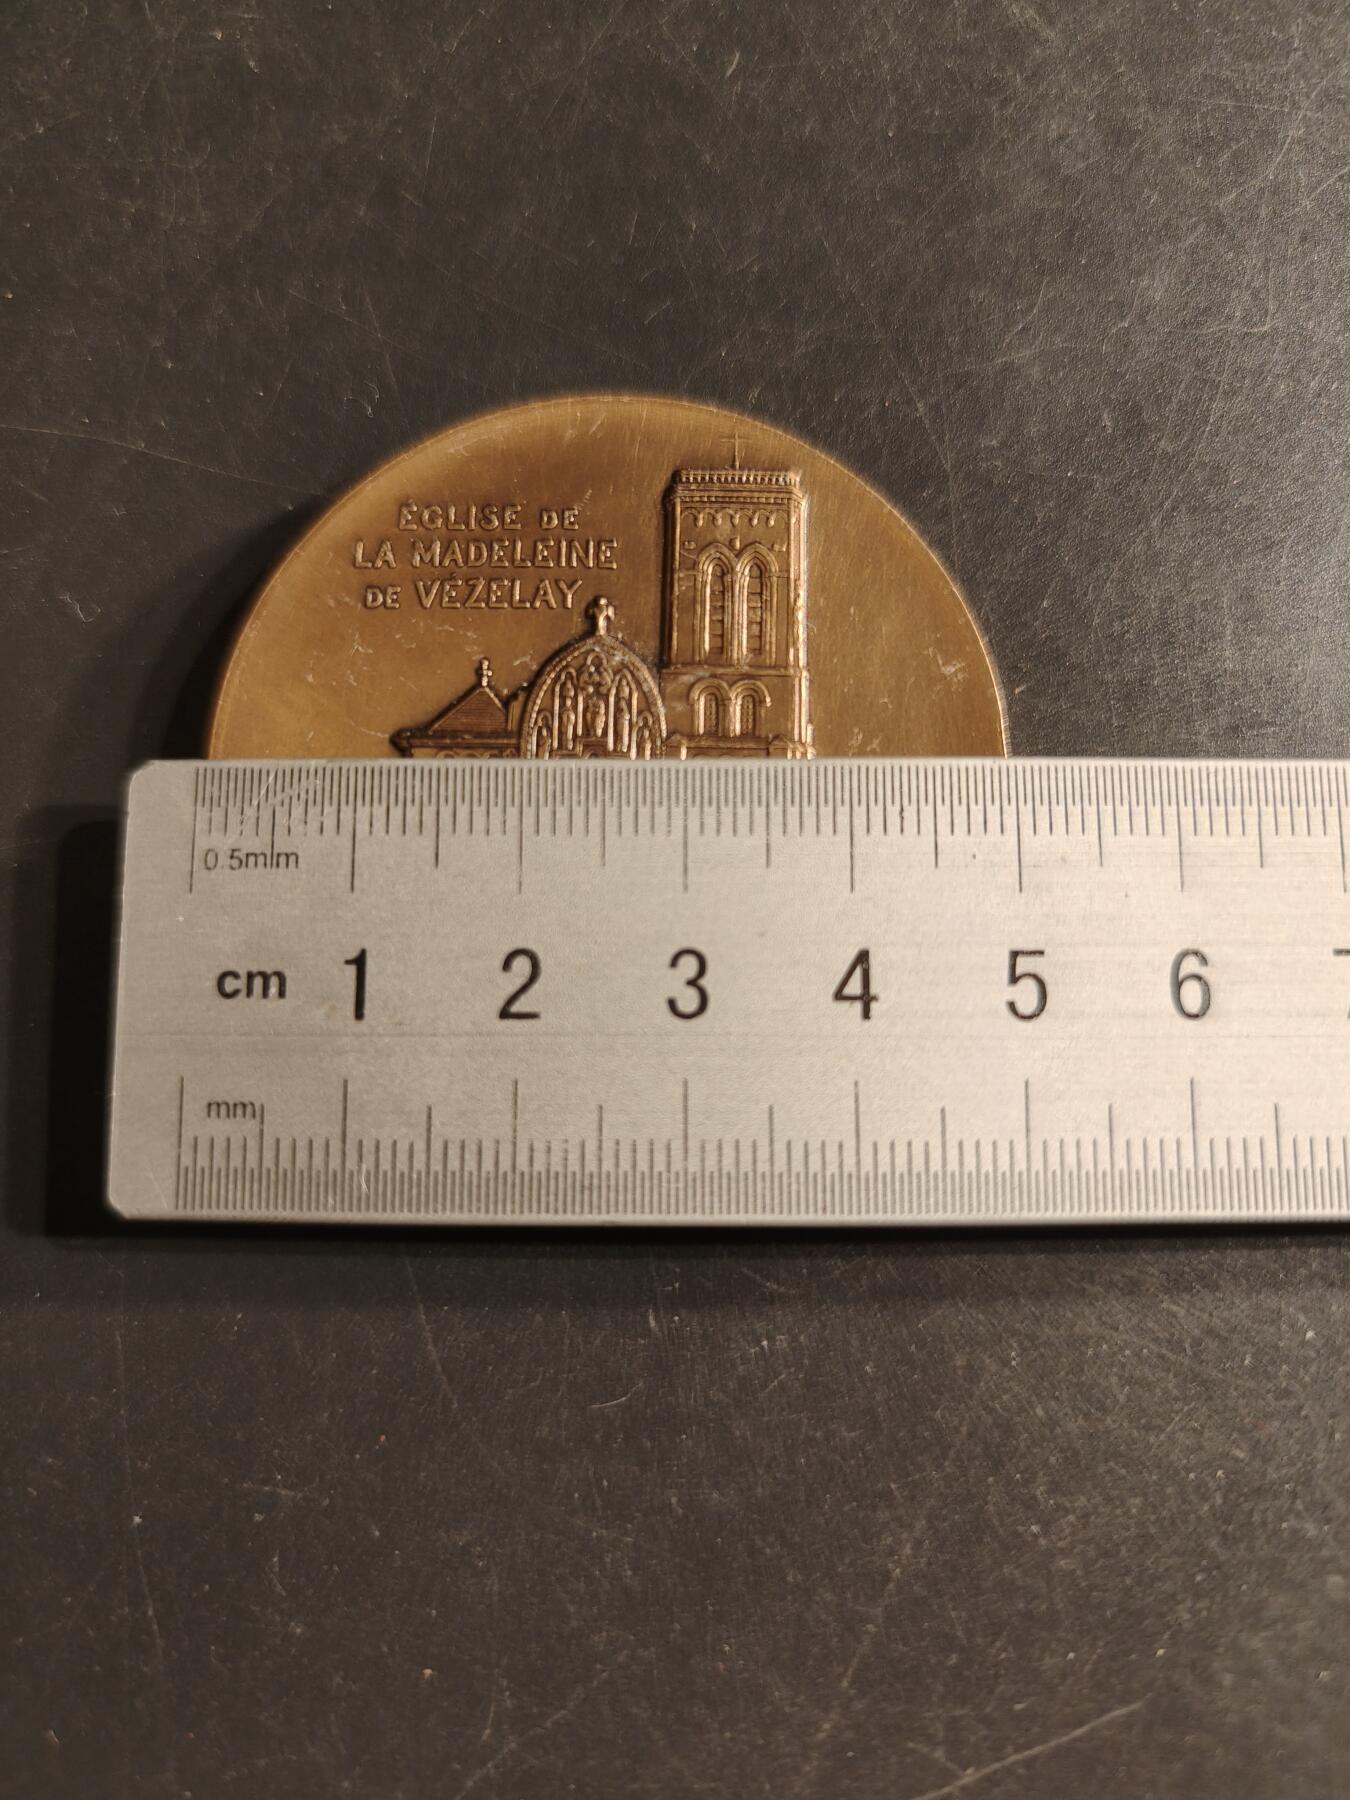 ÉGLISE DE
LA MADELEINE
DE VÉZELAY
0.5mm
cm 1 2 3 4 5 6
mm